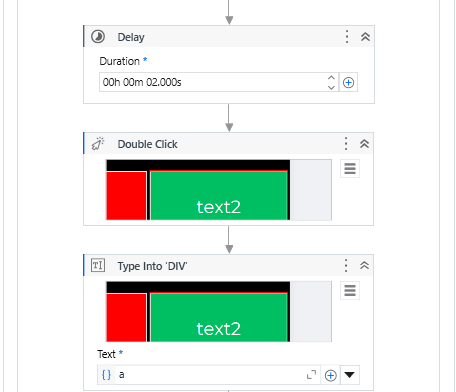 Delay
Duration *
00h 00m 02.000s
Double Click
text2
Type Into 'DIV'
text2
Text *
{} a